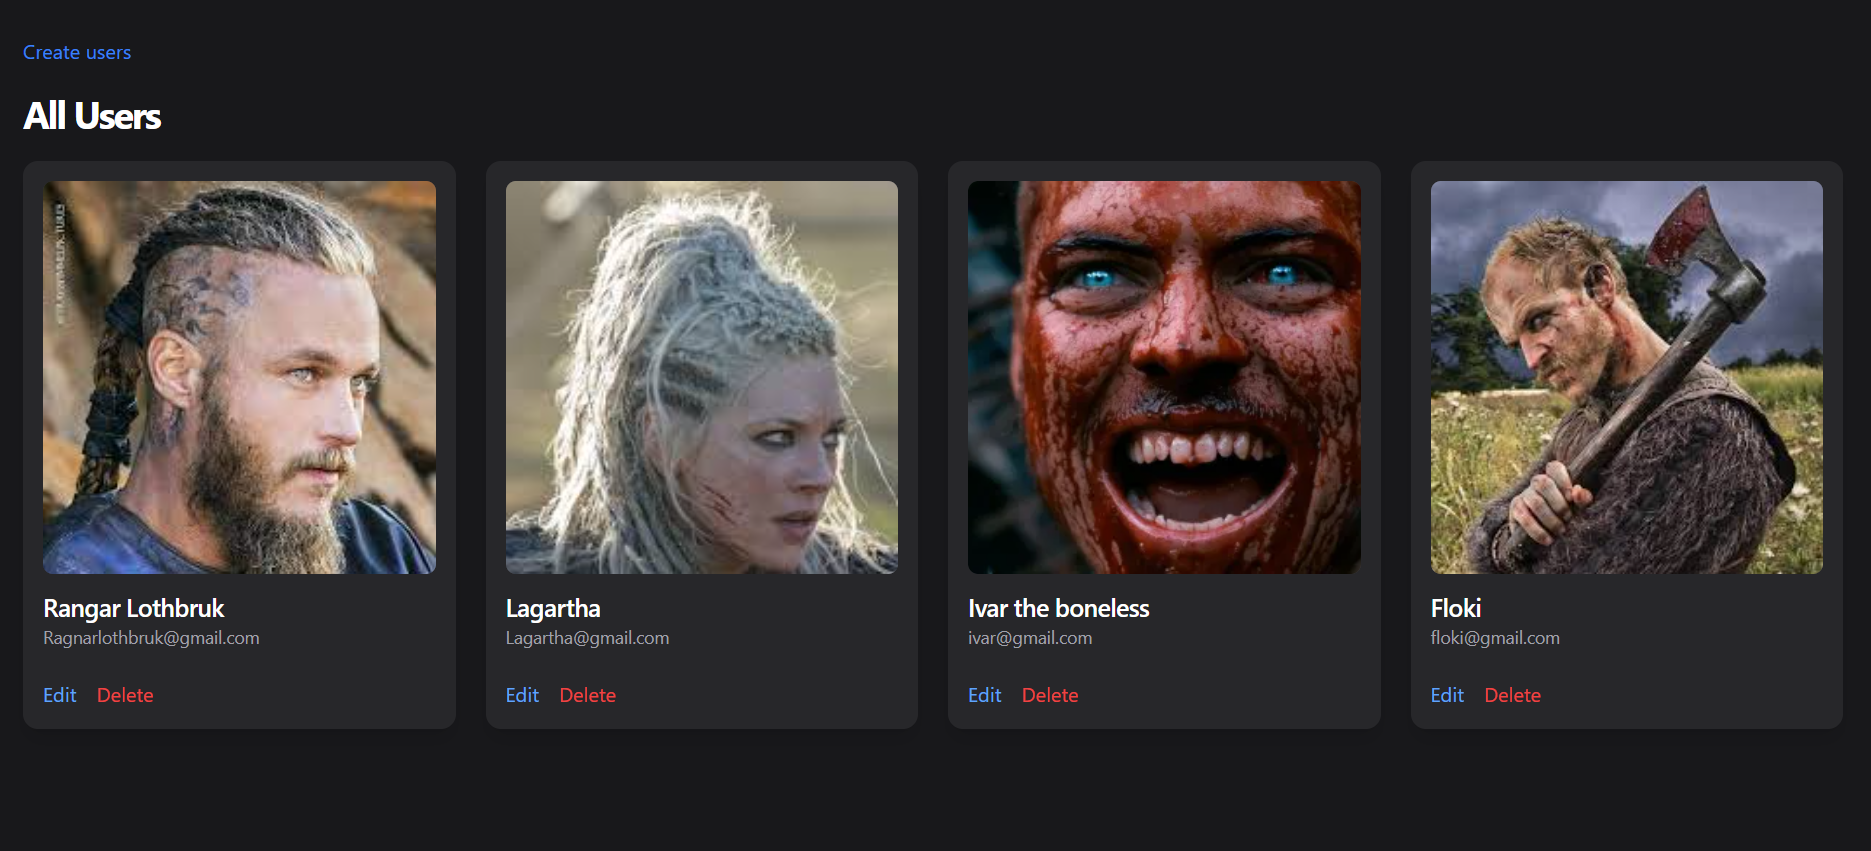 Create users
All Users
Rangar Lothbruk
Ragnarlothbruk@gmail.com
Edit Delete
Lagartha
Lagartha@gmail.com
Edit Delete
Ivar the boneless
ivar@gmail.com
Edit Delete
Floki
floki@gmail.com
Edit Delete